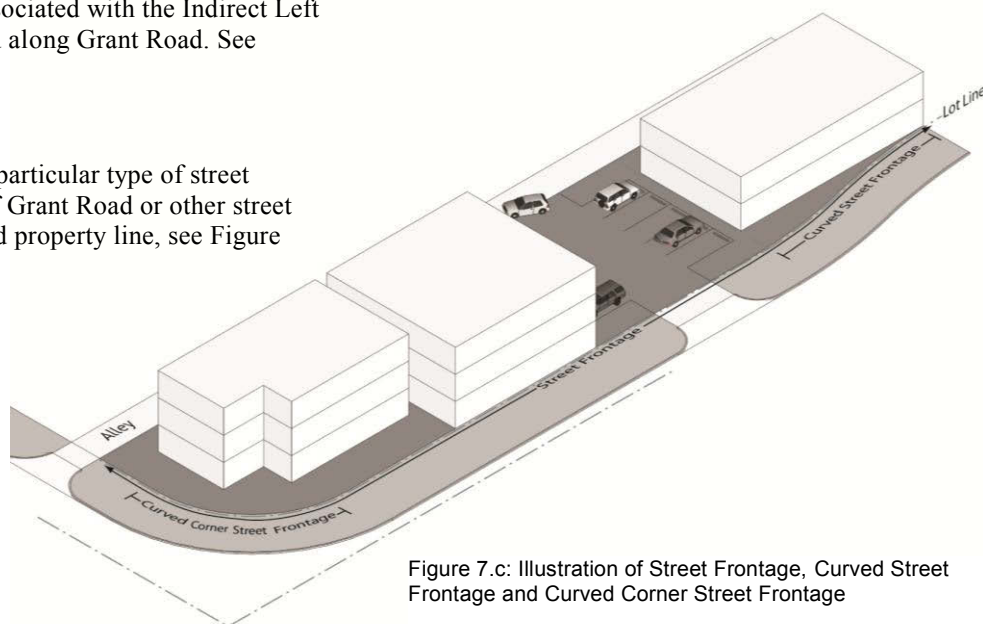 sociated with the Indirect Left
along Grant Road. See
particular type of street
Grant Road or other street
d property line, see Figure
Lot Line
Curved Street Frontage
Street Frontage
Alley
Curved Corner Street Frontage
Figure 7.c: Illustration of Street Frontage, Curved Street
Frontage and Curved Corner Street Frontage